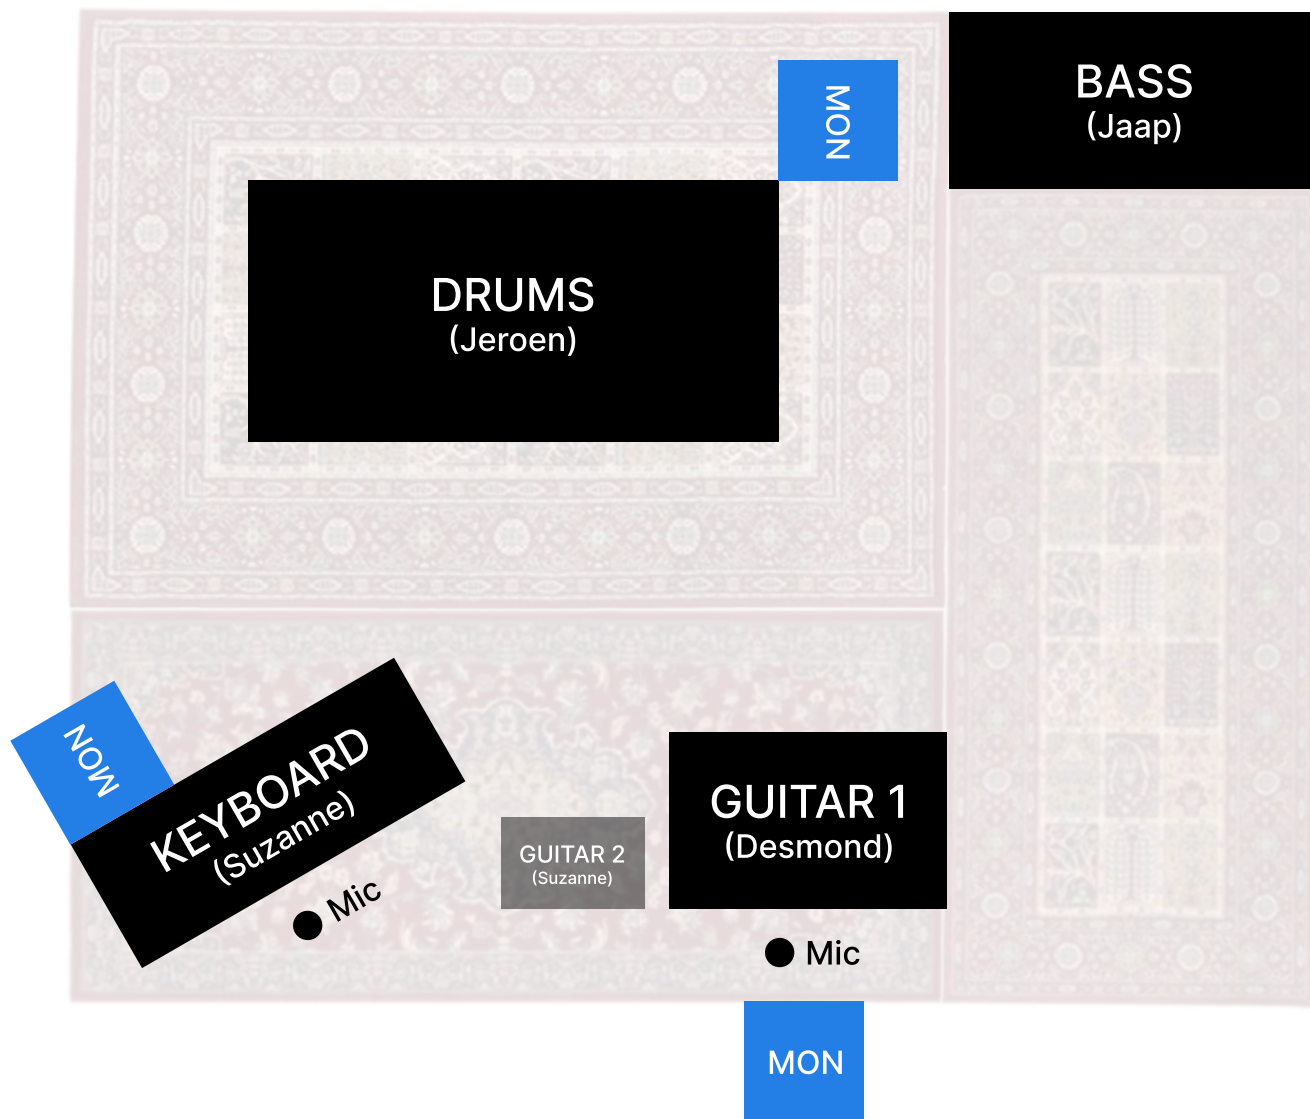 MON
BASS
(Jaap)
DRUMS
(Jeroen)
MON
KEYBOARD
(Suzanne)
Mic
GUITAR 2
(Suzanne)
GUITAR 1
(Desmond)
Mic
MON